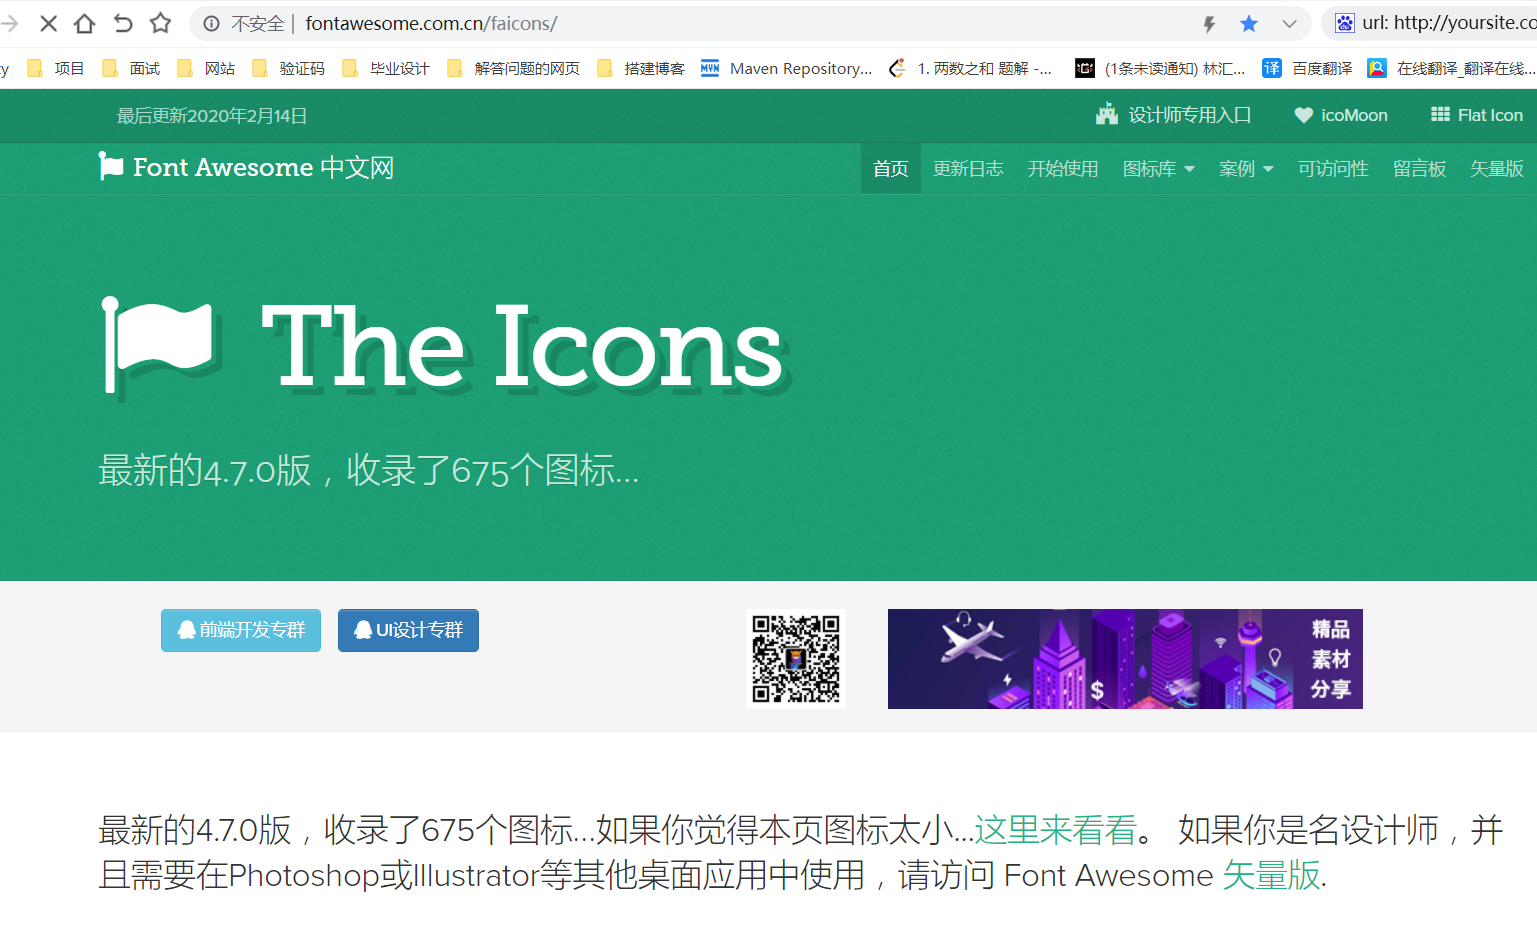 不安全 | fontawesome.com.cn/faicons/
url: http://yoursite.co
y 项目 面试 网站 验证码 毕业设计 解答问题的网页 搭建博客 MVN Maven Repository... 1. 两数之和 题解 -... (1条未读通知) 林汇... 译 百度翻译 在线翻译_翻译在线...
最后更新2020年2月14日 设计师专用入口 icoMoon Flat Icon
Font Awesome 中文网 首页 更新日志 开始使用 图标库 案例 可访问性 留言板 矢量版
The Icons
最新的4.7.0版，收录了675个图标...
前端开发专群 UI设计专群
精品
素材
分享
最新的4.7.0版，收录了675个图标...如果你觉得本页图标太小...这里来看看。 如果你是名设计师，并
且需要在Photoshop或Illustrator等其他桌面应用中使用，请访问 Font Awesome 矢量版.